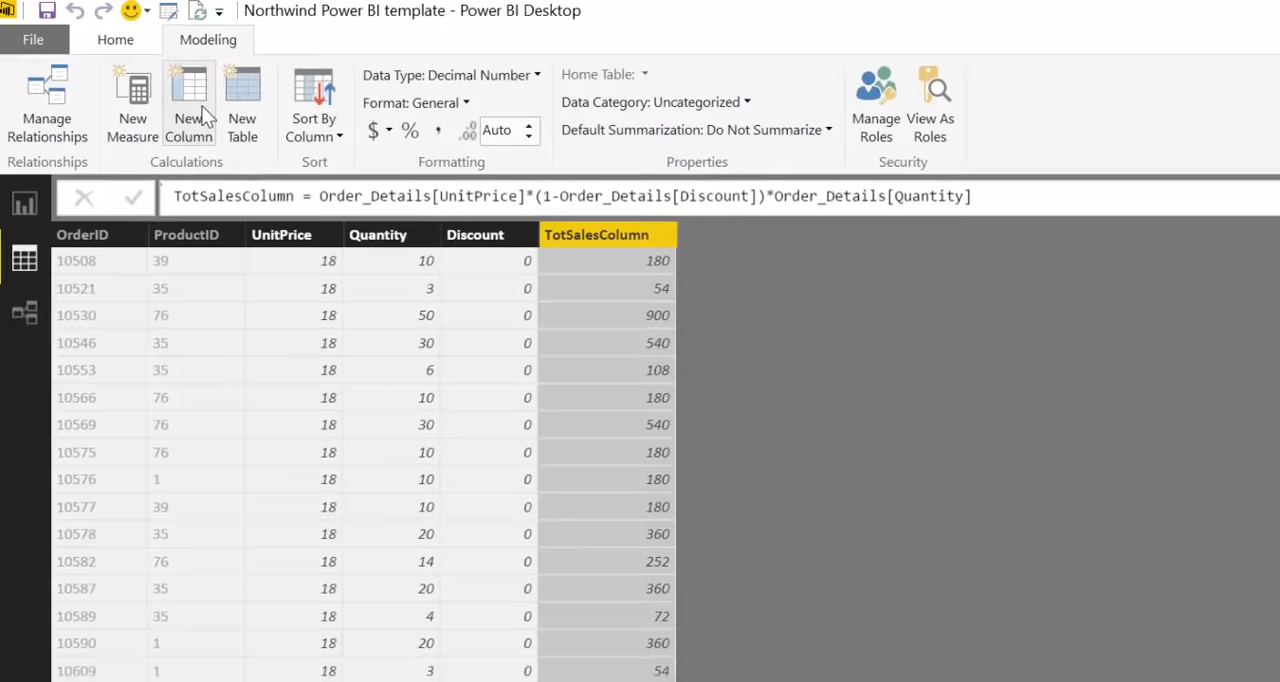 Northwind Power BI template - Power BI Desktop
File Home Modeling
Manage Relationships
New Measure
New Column
New Table
Sort By Column
Data Type: Decimal Number
Format: General
$ % , .00 Auto
Home Table:
Data Category: Uncategorized
Default Summarization: Do Not Summarize
Manage Roles
View As Roles
Relationships Calculations Sort Formatting Properties Security
TotSalesColumn = Order_Details[UnitPrice]*(1-Order_Details[Discount])*Order_Details[Quantity]
OrderID ProductID UnitPrice Quantity Discount TotSalesColumn
10508 39 18 10 0 180
10521 35 18 3 0 54
10530 76 18 50 0 900
10546 35 18 30 0 540
10553 35 18 6 0 108
10566 76 18 10 0 180
10569 76 18 30 0 540
10575 76 18 10 0 180
10576 1 18 10 0 180
10577 39 18 10 0 180
10578 35 18 20 0 360
10582 76 18 14 0 252
10587 35 18 20 0 360
10589 35 18 4 0 72
10590 1 18 20 0 360
10609 1 18 3 0 54